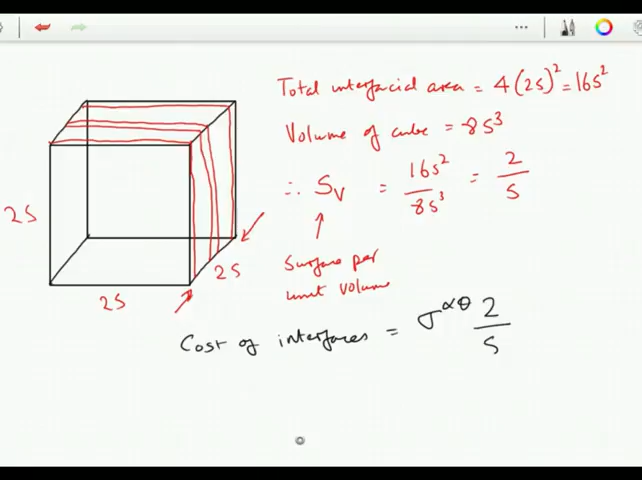 Total interfacial area = 4(2S)² = 16S²
Volume of cube = 8S³
∴ S_V = 16S²/8S³ = 2/S
Surface per
unit volume
2S
2S
2S
Cost of interfaces = σ^αθ 2/S